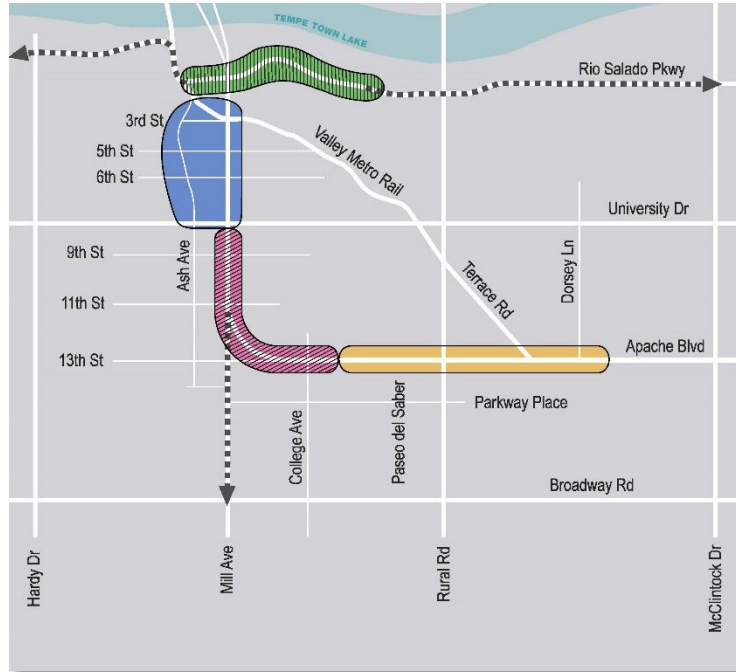 TEMPE TOWN LAKE
Rio Salado Pkwy
3rd St
Valley Metro Rail
5th St
6th St
University Dr
9th St
Ash Ave
Dorsey Ln
Terrace Rd
11th St
Apache Blvd
13th St
College Ave
Paseo del Saber
Parkway Place
Broadway Rd
Hardy Dr
Mill Ave
Rural Rd
McClintock Dr